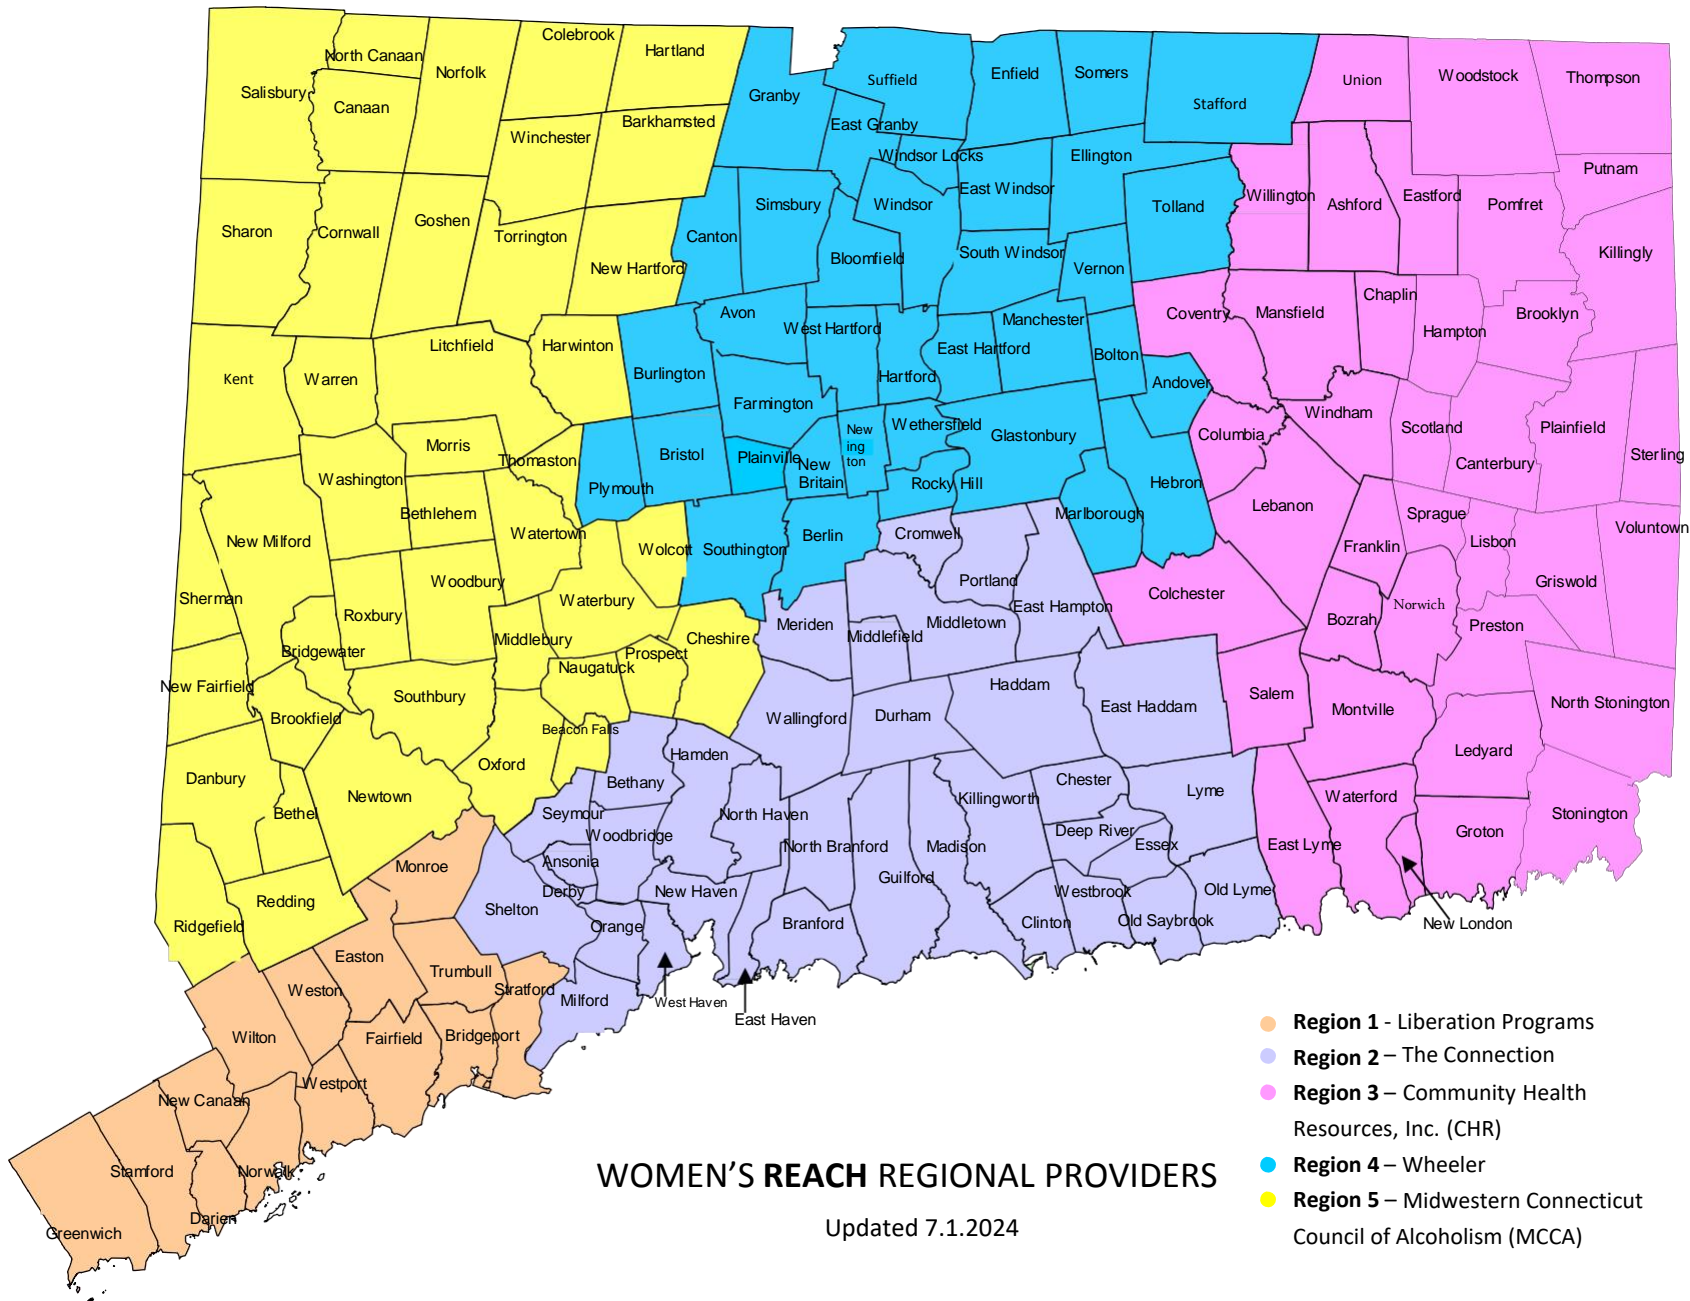 Colebrook
Hartland
North Canaan
Norfolk
Salisbury
Canaan
Winchester
Barkhamsted
Granby
Suffield
Enfield
Somers
Stafford
Union
Woodstock
Thompson
East Granby
Windsor Locks
Ellington
East Windsor
Putnam
Sharon
Cornwall
Goshen
Torrington
New Hartford
Canton
Simsbury
Windsor
Bloomfield
South Windsor
Vernon
Tolland
Willington
Ashford
Eastford
Pomfret
Killingly
Avon
West Hartford
Manchester
East Hartford
Hartford
Bolton
Coventry
Mansfield
Chaplin
Hampton
Brooklyn
Kent
Warren
Litchfield
Harwinton
Burlington
Farmington
Andover
Windham
Columbia
Scotland
Canterbury
Plainfield
Sterling
Morris
Thomaston
Washington
Bethlehem
Watertown
Plymouth
Bristol
Plainville
New
Britain
New
ing
ton
Wethersfield
Glastonbury
Rocky Hill
Marlborough
Hebron
Lebanon
Sprague
Franklin
Lisbon
Voluntown
New Milford
Wolcott
Southington
Berlin
Cromwell
Portland
East Hampton
Colchester
Bozrah
Norwich
Griswold
Preston
Sherman
Roxbury
Woodbury
Waterbury
Middlebury
Bridgewater
Naugatuck
Prospect
Cheshire
Meriden
Middlefield
Middletown
New Fairfield
Brookfield
Southbury
Beacon Falls
Oxford
Wallingford
Durham
Haddam
East Haddam
Salem
Montville
Ledyard
North Stonington
Danbury
Bethel
Newtown
Bethany
Hamden
Seymour
Woodbridge
North Haven
North Branford
Killingworth
Chester
Lyme
Deep River
Essex
Waterford
Groton
Stonington
East Lyme
Monroe
Ansonia
Derby
New Haven
Guilford
Madison
Westbrook
Old Lyme
Redding
Ridgefield
Shelton
Orange
Branford
Clinton
Old Saybrook
New London
Easton
Trumbull
Weston
Stratford
Milford
West Haven
East Haven
Wilton
Fairfield
Bridgeport
Westport
New Canaan
Stamford
Norwalk
Darien
Greenwich
Region 1 - Liberation Programs
Region 2 – The Connection
Region 3 – Community Health
Resources, Inc. (CHR)
Region 4 – Wheeler
Region 5 – Midwestern Connecticut
Council of Alcoholism (MCCA)
WOMEN’S REACH REGIONAL PROVIDERS
Updated 7.1.2024